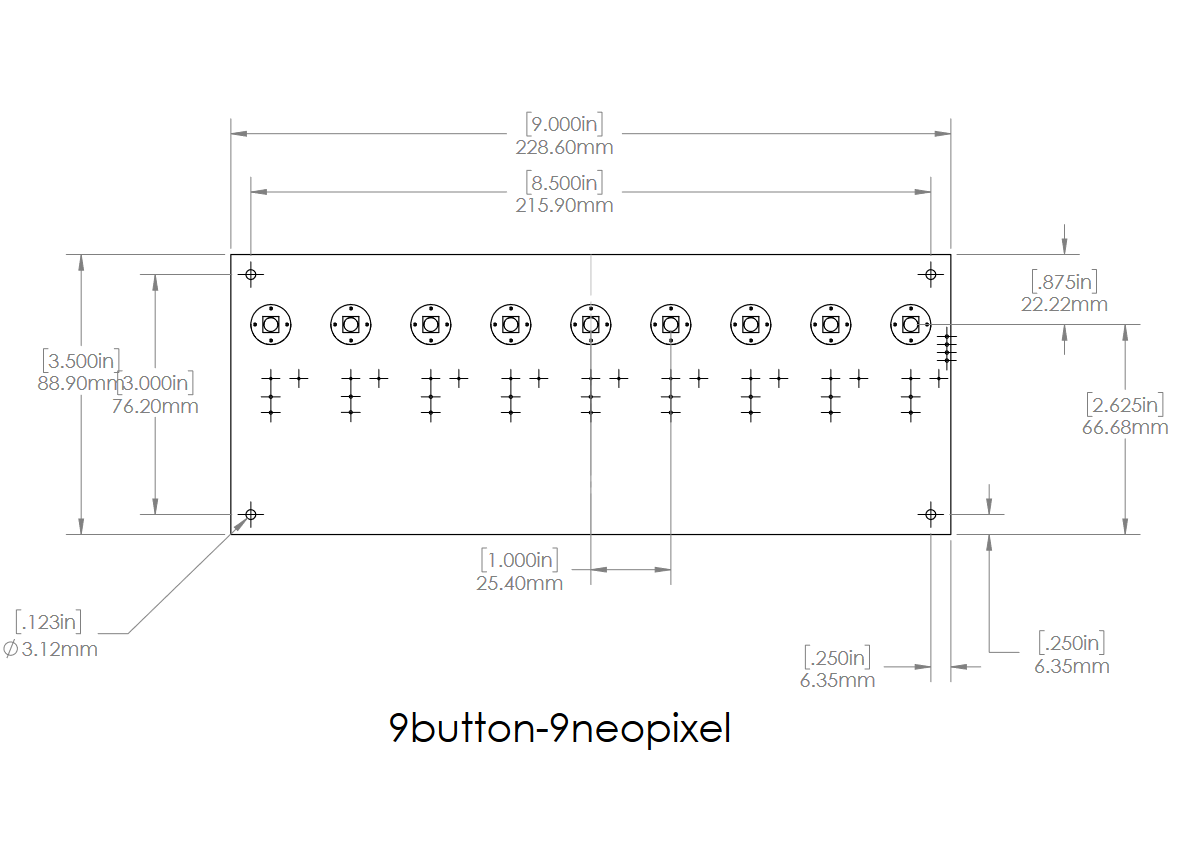 [9.000in]
228.60mm
[8.500in]
215.90mm
[.875in]
22.22mm
[3.500in]
88.90mm
[3.000in]
76.20mm
[2.625in]
66.68mm
[1.000in]
25.40mm
[.123in]
∅3.12mm
[.250in]
6.35mm
[.250in]
6.35mm
9button-9neopixel